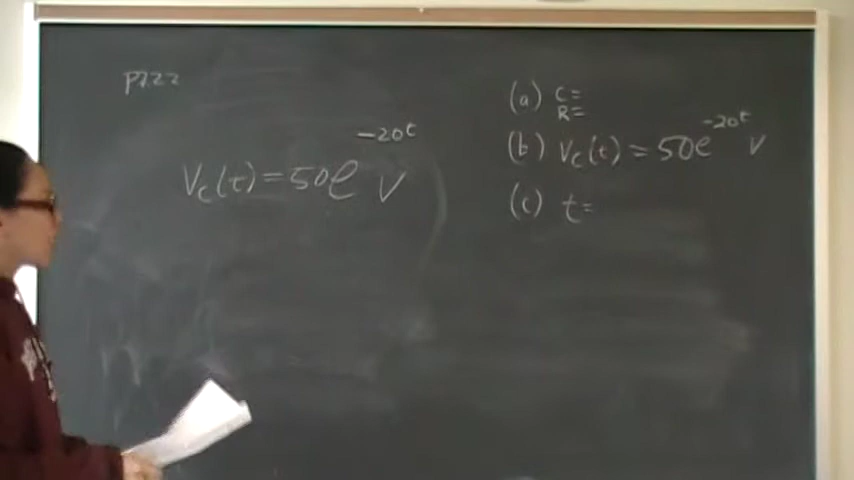 P7.22
Vc(t) = 50e^-20t V
(a) C=
R=
(b) Vc(t) = 50e^-20t V
(c) t=